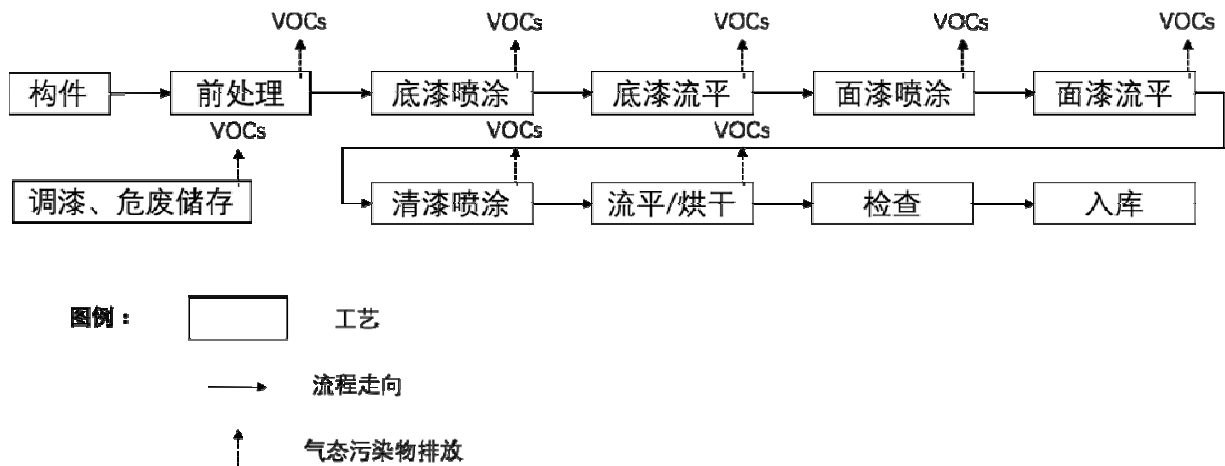 VOCs VOCs VOCs VOCs VOCs
构件 前处理 底漆喷涂 底漆流平 面漆喷涂 面漆流平
VOCs VOCs VOCs
调漆、危废储存 清漆喷涂 流平/烘干 检查 入库
图例： 工艺
流程走向
气态污染物排放